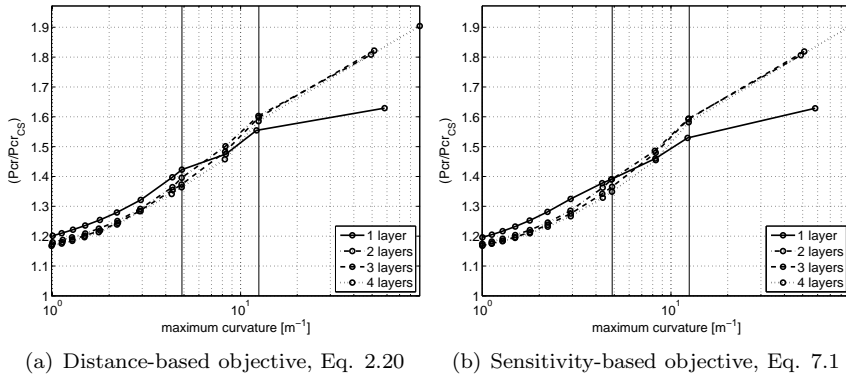 1.9
1.8
1.7
1.6
1.5
1.4
1.3
1.2
1.1
1
(Pcr/Pcr_CS)
10^0
10^1
maximum curvature [m^−1]
1 layer
2 layers
3 layers
4 layers
(a) Distance-based objective, Eq. 2.20
1.9
1.8
1.7
1.6
1.5
1.4
1.3
1.2
1.1
1
(Pcr/Pcr_CS)
10^0
10^1
maximum curvature [m^−1]
1 layer
2 layers
3 layers
4 layers
(b) Sensitivity-based objective, Eq. 7.1